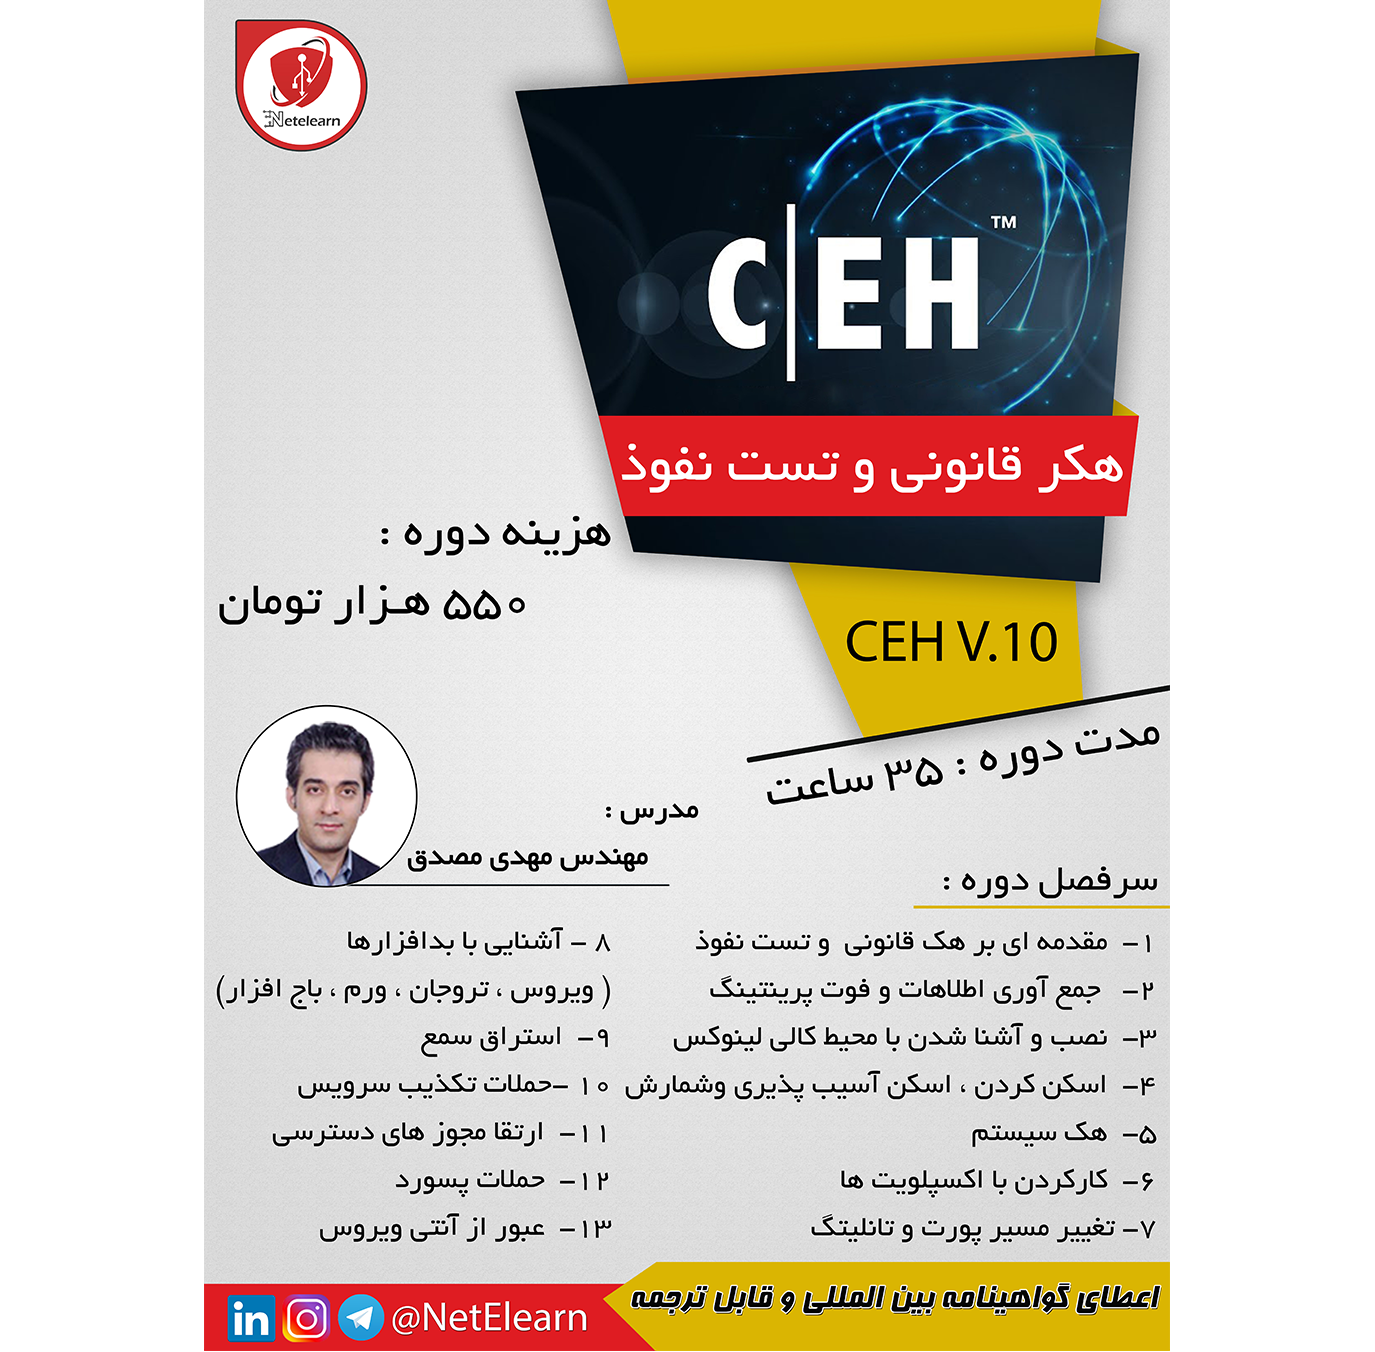 Netelearn
C|EH™
هکر قانونی و تست نفوذ
هزینه دوره :
۵۵۰ هـزار تومان
CEH V.10
مدت دوره : ۳۵ ساعت
مدرس :
مهندس مهدی مصدق
سرفصل دوره :
۱- مقدمه ای بر هک قانونی و تست نفوذ
۲- جمع آوری اطلاهات و فوت پرینتینگ
۳- نصب و آشنا شدن با محیط کالی لینوکس
۴- اسکن کردن ، اسکن آسیب پذیری وشمارش
۵- هک سیستم
۶- کارکردن با اکسپلویت ها
۷- تغییر مسیر پورت و تانلیتگ
۸ - آشنایی با بدافزارها
( ویروس ، تروجان ، ورم ، باج افزار)
۹- استراق سمع
۱۰ -حملات تکذیب سرویس
۱۱- ارتقا مجوز های دسترسی
۱۲- حملات پسورد
۱۳- عبور از آنتی ویروس
اعطای گواهینامه بین المللی و قابل ترجمه
in @NetElearn